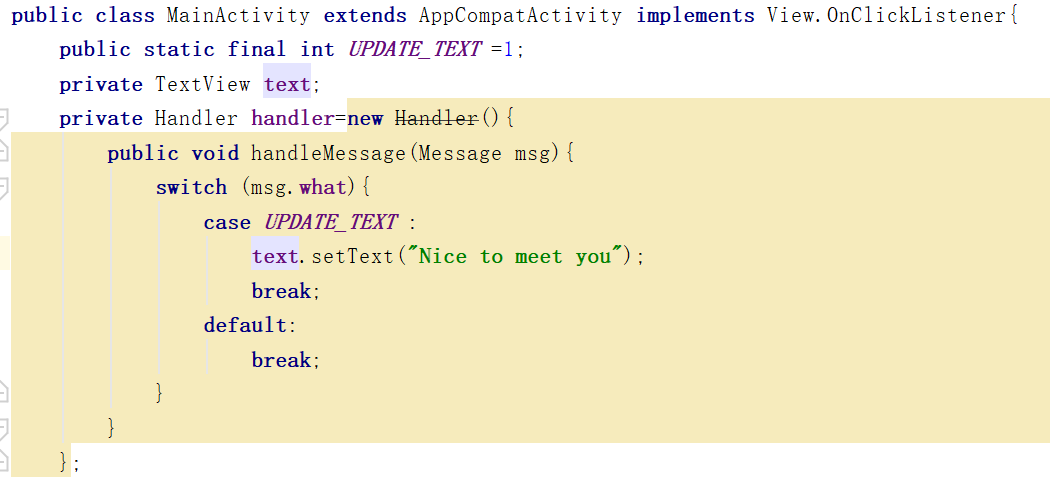 public class MainActivity extends AppCompatActivity implements View.OnClickListener{
public static final int UPDATE_TEXT =1;
private TextView text;
private Handler handler=new Handler(){
public void handleMessage(Message msg){
switch (msg.what){
case UPDATE_TEXT :
text.setText("Nice to meet you");
break;
default:
break;
}
}
};